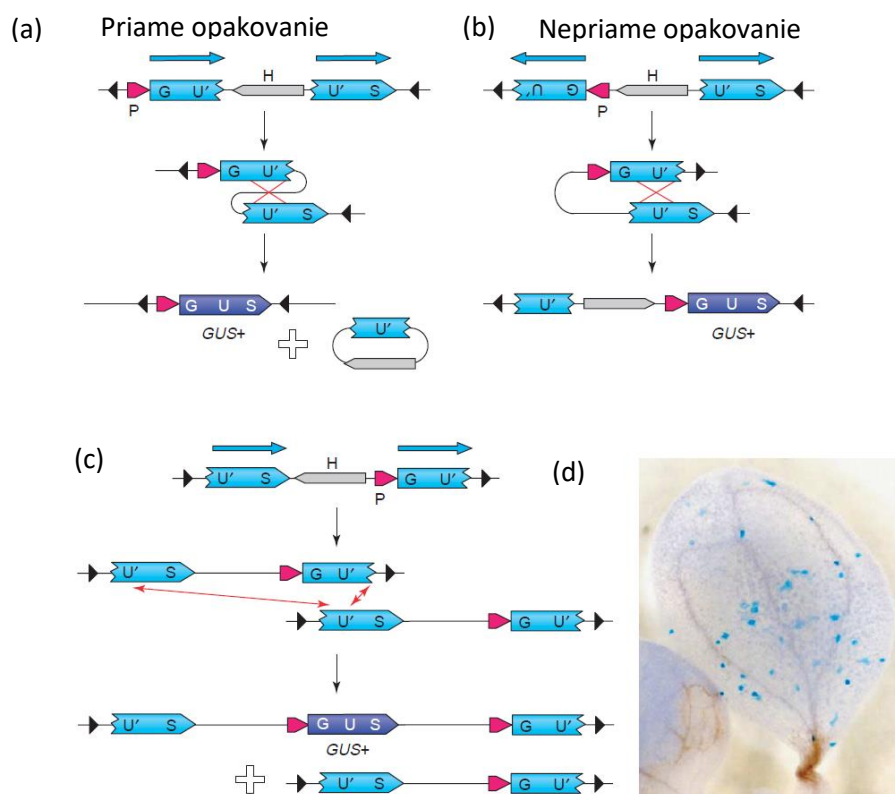 (a) Priame opakovanie
H
G U′ U′ S
P
G U′
U′ S
G U S
GUS+
U′
(b) Nepriame opakovanie
H
G U′ U′ S
P
G U′
U′ S
U′ G U S
GUS+
(c)
H
U′ S G U′
P
U′ S G U′
U′ S G U′
U′ S G U S G U′
GUS+
U′ S G U′
(d)